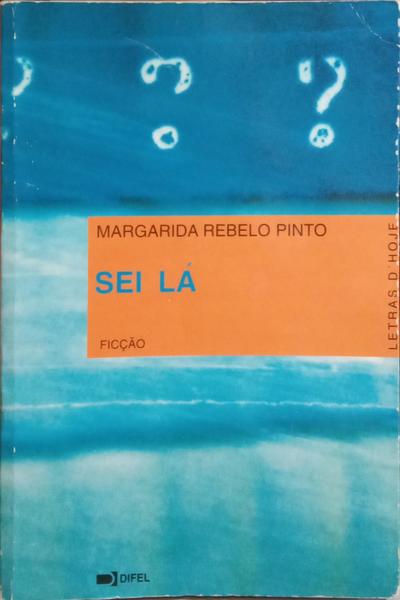 ? ? ?
MARGARIDA REBELO PINTO
SEI LÁ
FICÇÃO
LETRAS D'HOJE
DIFEL